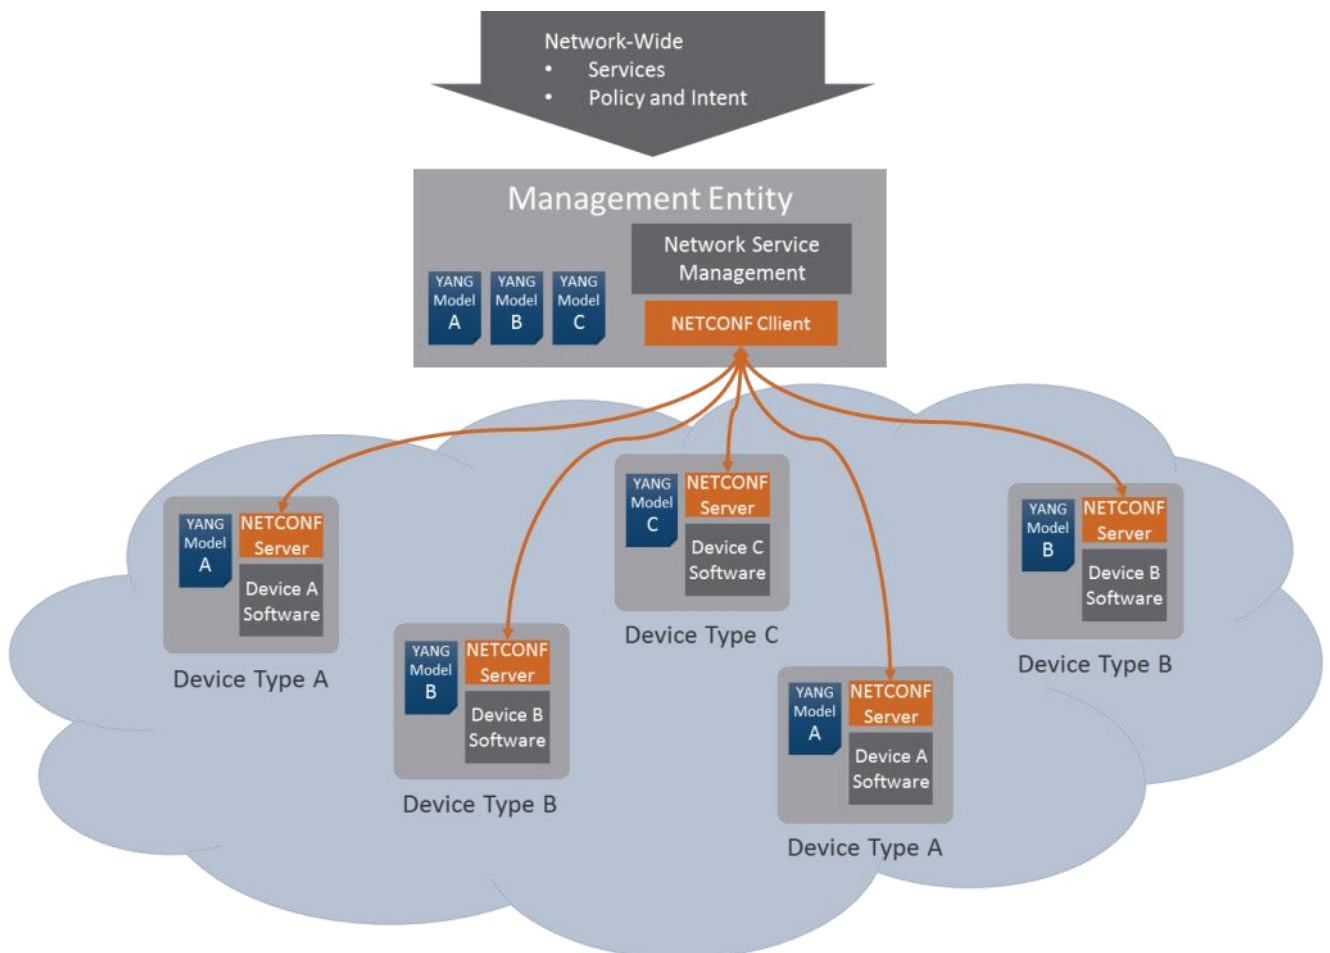 Network-Wide
• Services
• Policy and Intent
Management Entity
Network Service
Management
YANG
Model
A
YANG
Model
B
YANG
Model
C
NETCONF Cllient
YANG
Model
A
NETCONF
Server
Device A
Software
Device Type A
YANG
Model
B
NETCONF
Server
Device B
Software
Device Type B
YANG
Model
C
NETCONF
Server
Device C
Software
Device Type C
YANG
Model
A
NETCONF
Server
Device A
Software
Device Type A
YANG
Model
B
NETCONF
Server
Device B
Software
Device Type B